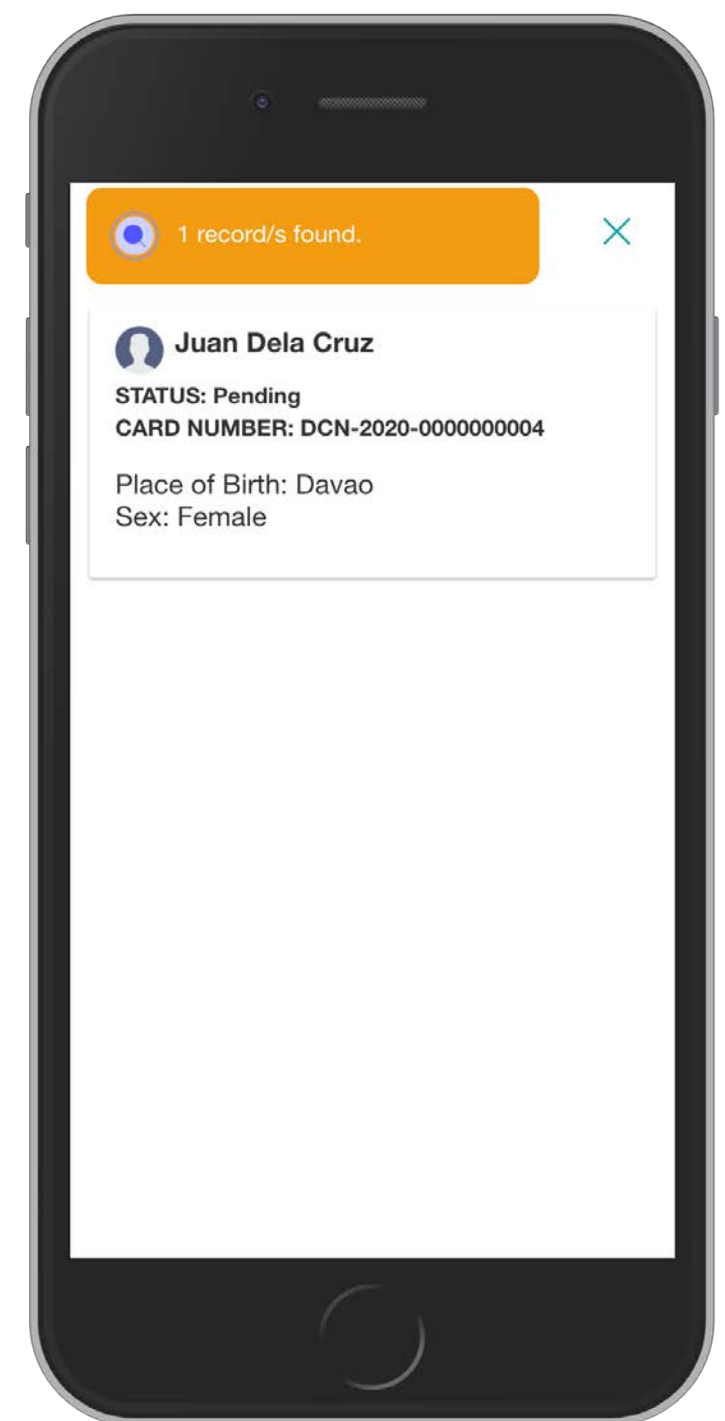 1 record/s found.
Juan Dela Cruz
STATUS: Pending
CARD NUMBER: DCN-2020-0000000004
Place of Birth: Davao
Sex: Female